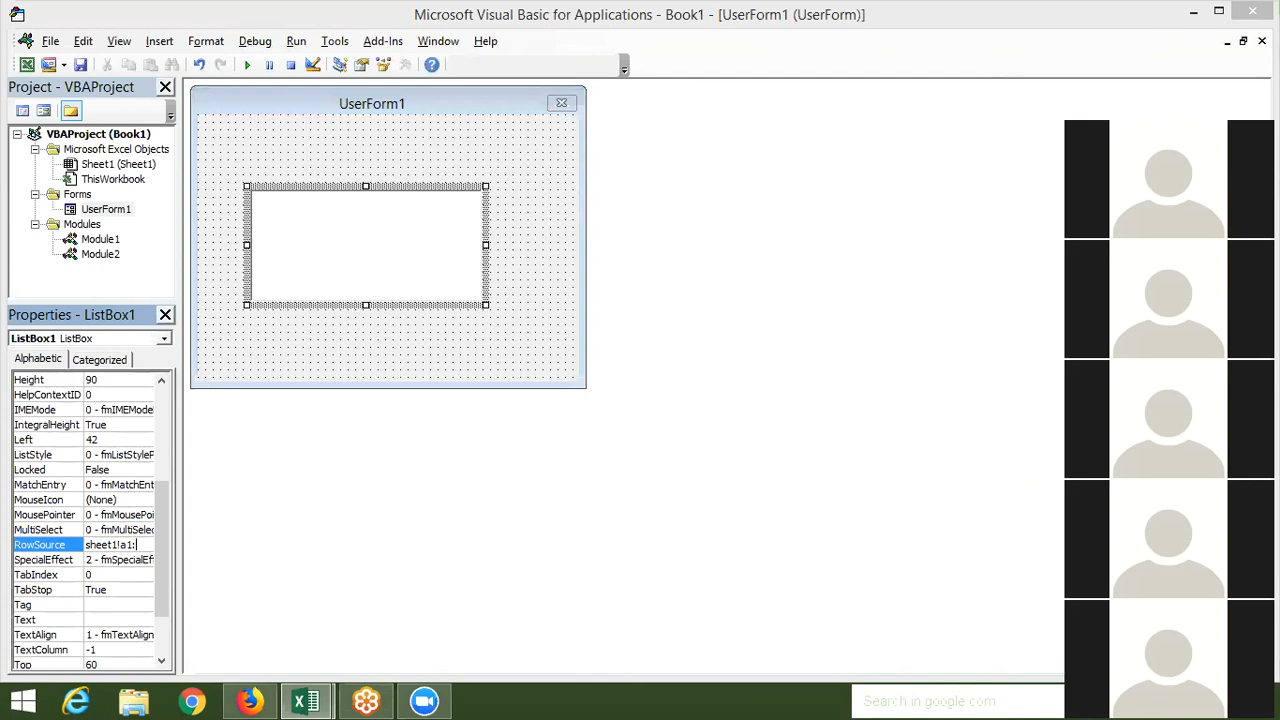 Microsoft Visual Basic for Applications - Book1 - [UserForm1 (UserForm)]
File Edit View Insert Format Debug Run Tools Add-Ins Window Help
Project - VBAProject
UserForm1
VBAProject (Book1)
Microsoft Excel Objects
Sheet1 (Sheet1)
ThisWorkbook
Forms
UserForm1
Modules
Module1
Module2
Properties - ListBox1
ListBox1 ListBox
Alphabetic Categorized
Height 90
HelpContextID 0
IMEMode 0 - fmIMEMode
IntegralHeight True
Left 42
ListStyle 0 - fmListStyleP
Locked False
MatchEntry 0 - fmMatchEnt
MouseIcon (None)
MousePointer 0 - fmMousePoi
MultiSelect 0 - fmMultiSelec
RowSource sheet1!a1:
SpecialEffect 2 - fmSpecialEf
TabIndex 0
TabStop True
Tag
Text
TextAlign 1 - fmTextAlign
TextColumn -1
Top 60
Search in google com